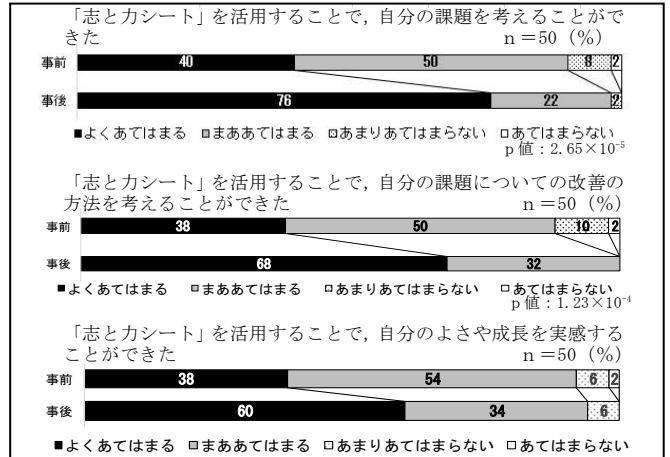 「志と力シート」を活用することで，自分の課題を考えることがで
きた n＝50（％）
事前 40 50 8 2
事後 76 22 2
■よくあてはまる ■まああてはまる □あまりあてはまらない □あてはまらない
p値：2.65×10⁻⁵
「志と力シート」を活用することで，自分の課題についての改善の
方法を考えることができた n＝50（％）
事前 38 50 10 2
事後 68 32
■よくあてはまる ■まああてはまる □あまりあてはまらない □あてはまらない
p値：1.23×10⁻⁴
「志と力シート」を活用することで，自分のよさや成長を実感する
ことができた n＝50（％）
事前 38 54 6 2
事後 60 34 6
■よくあてはまる ■まああてはまる □あまりあてはまらない □あてはまらない